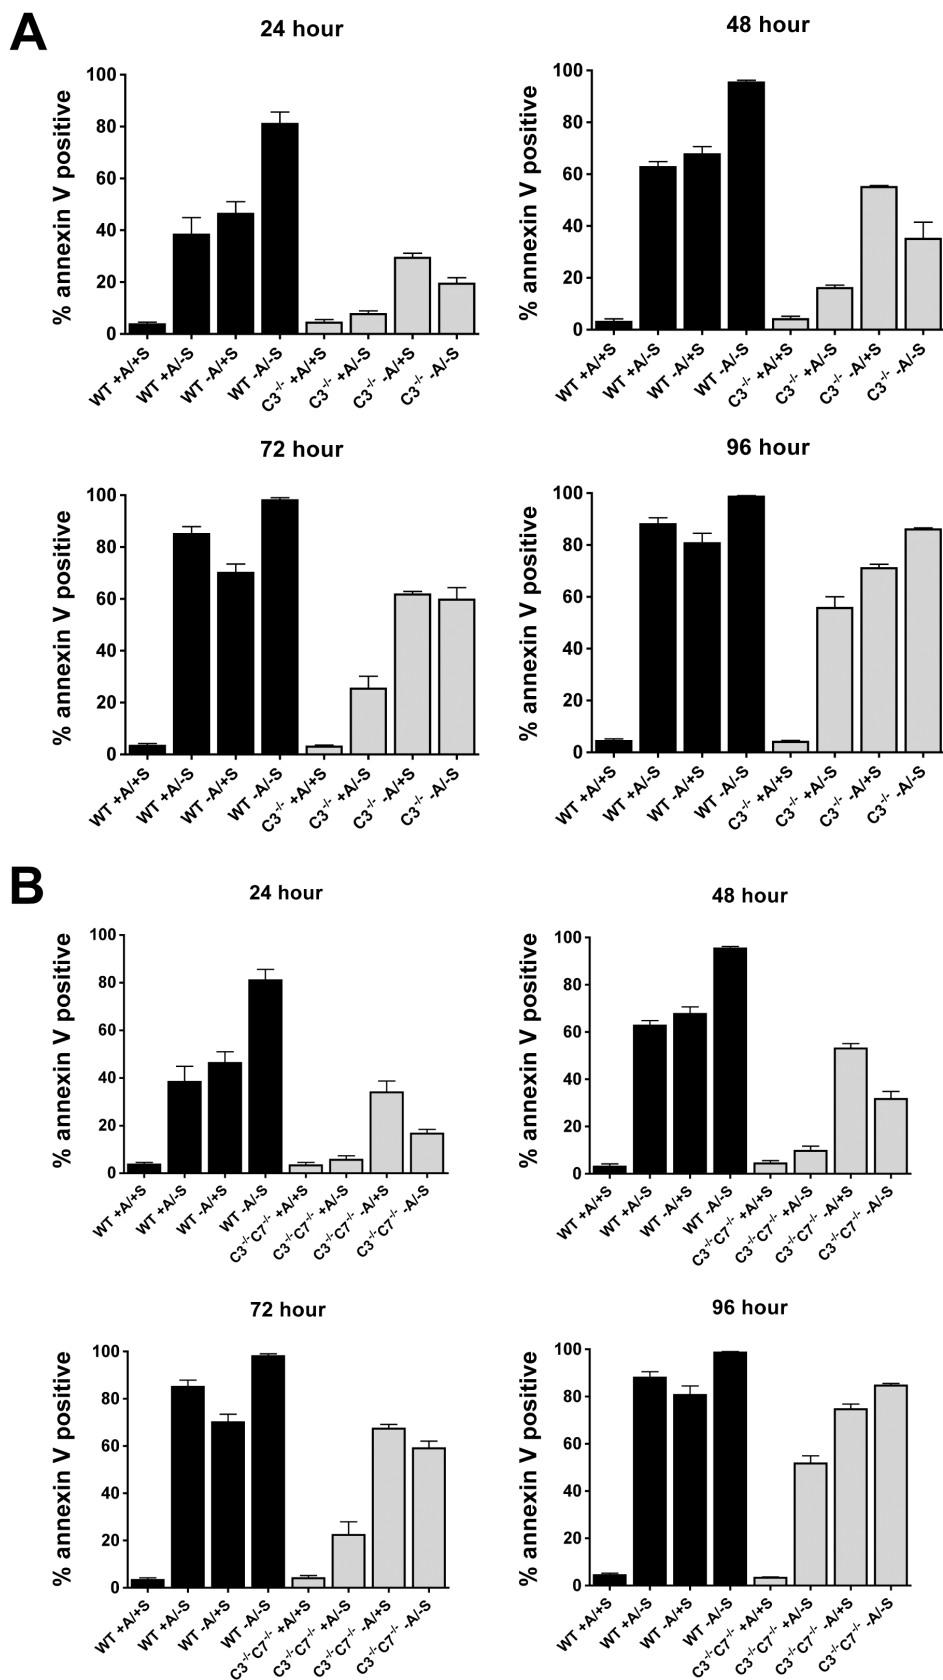 A
24 hour
% annexin V positive
100
80
60
40
20
0
WT +A/+S
WT +A/-S
WT -A/+S
WT -A/-S
C3-/- +A/+S
C3-/- +A/-S
C3-/- -A/+S
C3-/- -A/-S
48 hour
% annexin V positive
100
80
60
40
20
0
WT +A/+S
WT +A/-S
WT -A/+S
WT -A/-S
C3-/- +A/+S
C3-/- +A/-S
C3-/- -A/+S
C3-/- -A/-S
72 hour
% annexin V positive
100
80
60
40
20
0
WT +A/+S
WT +A/-S
WT -A/+S
WT -A/-S
C3-/- +A/+S
C3-/- +A/-S
C3-/- -A/+S
C3-/- -A/-S
96 hour
% annexin V positive
100
80
60
40
20
0
WT +A/+S
WT +A/-S
WT -A/+S
WT -A/-S
C3-/- +A/+S
C3-/- +A/-S
C3-/- -A/+S
C3-/- -A/-S
B
24 hour
% annexin V positive
100
80
60
40
20
0
WT +A/+S
WT +A/-S
WT -A/+S
WT -A/-S
C3-/-C7-/- +A/+S
C3-/-C7-/- +A/-S
C3-/-C7-/- -A/+S
C3-/-C7-/- -A/-S
48 hour
% annexin V positive
100
80
60
40
20
0
WT +A/+S
WT +A/-S
WT -A/+S
WT -A/-S
C3-/-C7-/- +A/+S
C3-/-C7-/- +A/-S
C3-/-C7-/- -A/+S
C3-/-C7-/- -A/-S
72 hour
% annexin V positive
100
80
60
40
20
0
WT +A/+S
WT +A/-S
WT -A/+S
WT -A/-S
C3-/-C7-/- +A/+S
C3-/-C7-/- +A/-S
C3-/-C7-/- -A/+S
C3-/-C7-/- -A/-S
96 hour
% annexin V positive
100
80
60
40
20
0
WT +A/+S
WT +A/-S
WT -A/+S
WT -A/-S
C3-/-C7-/- +A/+S
C3-/-C7-/- +A/-S
C3-/-C7-/- -A/+S
C3-/-C7-/- -A/-S